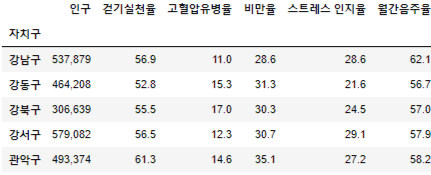 인구 걷기실천율 고혈압유병율 비만율 스트레스 인지율 월간음주율
자치구
강남구 537,879 56.9 11.0 28.6 28.6 62.1
강동구 464,208 52.8 15.3 31.3 21.6 56.7
강북구 306,639 55.5 17.0 30.3 24.5 57.0
강서구 579,082 56.5 12.3 30.7 29.1 57.9
관악구 493,374 61.3 14.6 35.1 27.2 58.2